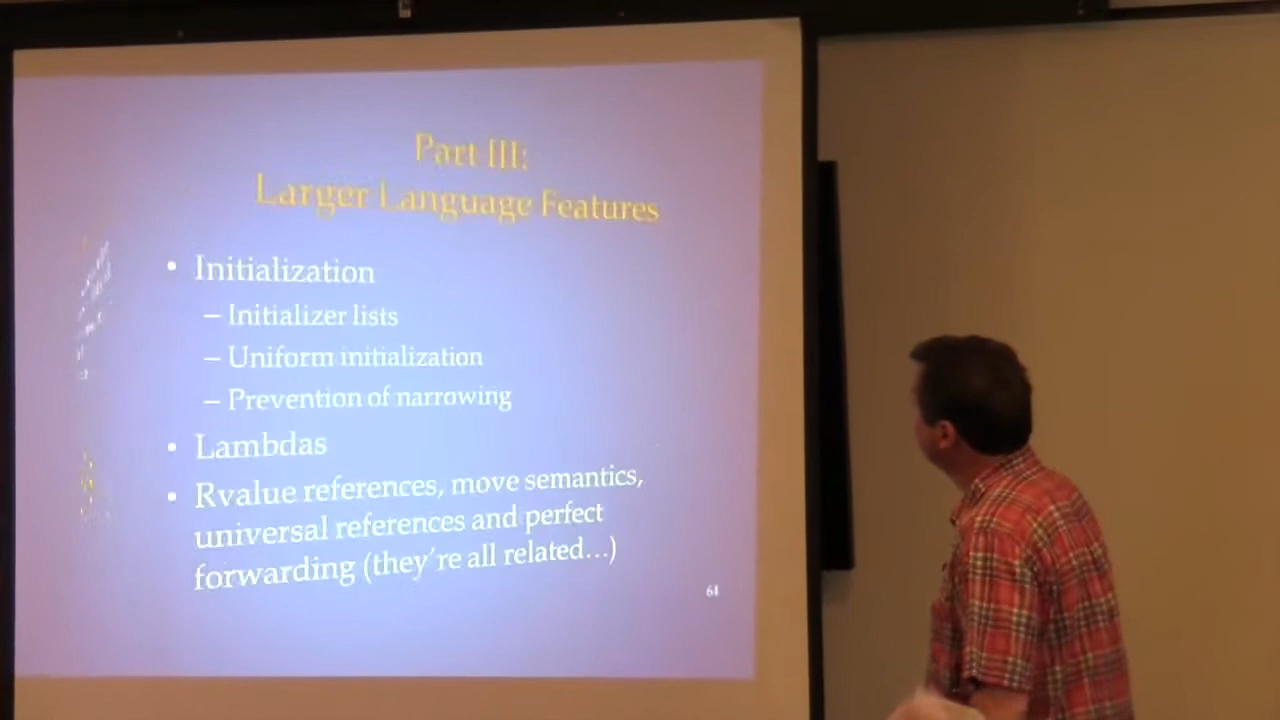 Part III:
Larger Language Features
• Initialization
– Initializer lists
– Uniform initialization
– Prevention of narrowing
• Lambdas
• Rvalue references, move semantics,
universal references and perfect
forwarding (they're all related…)
61